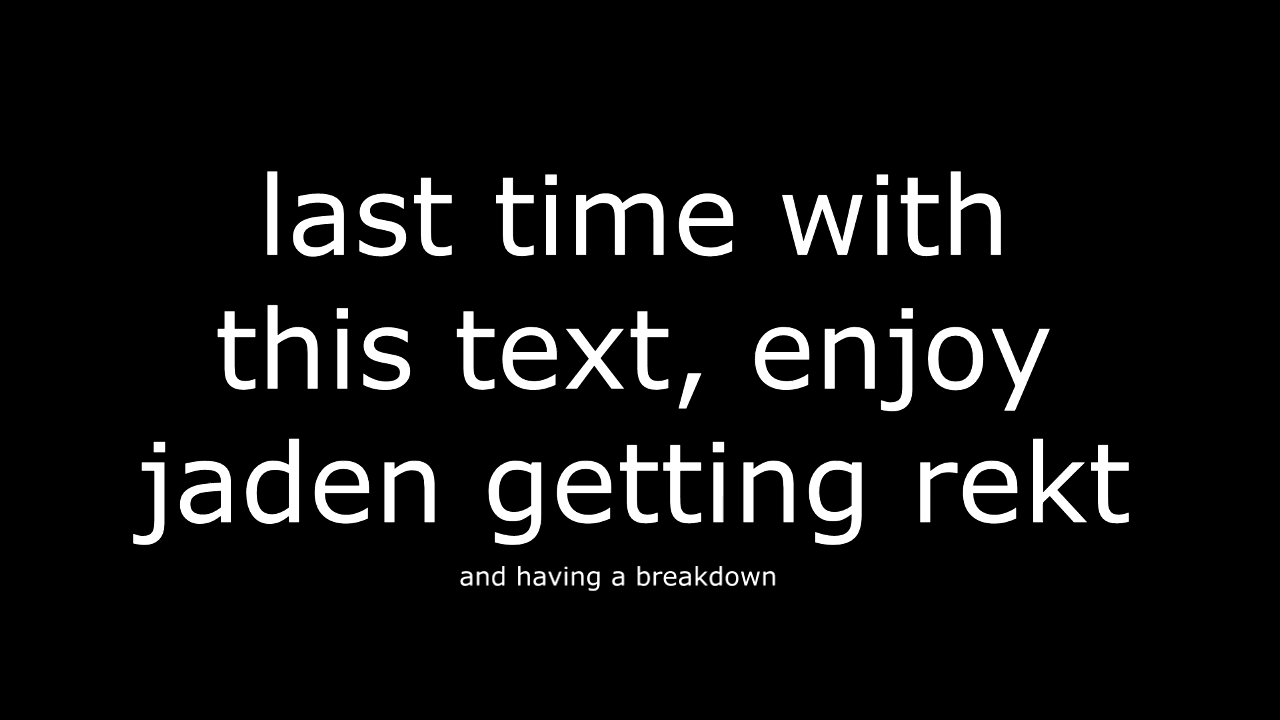 last time with
this text, enjoy
jaden getting rekt
and having a breakdown